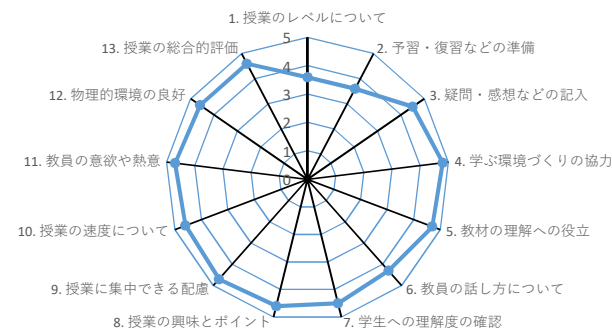 1. 授業のレベルについて
2. 予習・復習などの準備
3. 疑問・感想などの記入
4. 学ぶ環境づくりの協力
5. 教材の理解への役立
6. 教員の話し方について
7. 学生への理解度の確認
8. 授業の興味とポイント
9. 授業に集中できる配慮
10. 授業の速度について
11. 教員の意欲や熱意
12. 物理的環境の良好
13. 授業の総合的評価
5
4
3
2
1
0